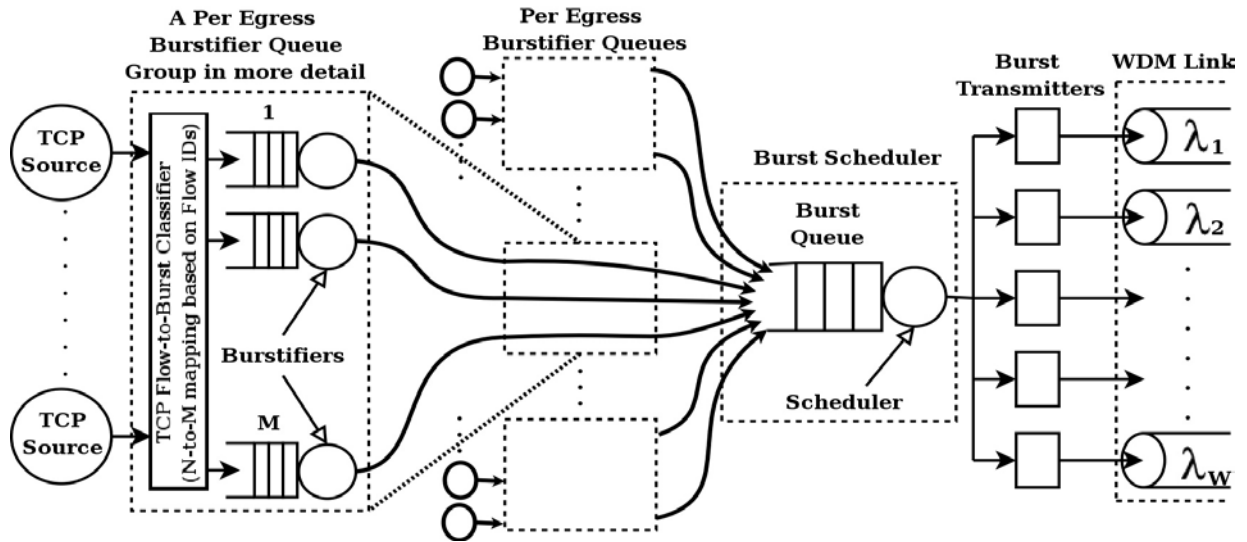 A Per Egress
Burstifier Queue
Group in more detail
Per Egress
Burstifier Queues
Burst
Transmitters
WDM Link
TCP
Source
TCP
Source
TCP Flow-to-Burst Classifier
(N-to-M mapping based on Flow IDs)
1
M
Burstifiers
Burst Scheduler
Burst
Queue
Scheduler
λ1
λ2
λW